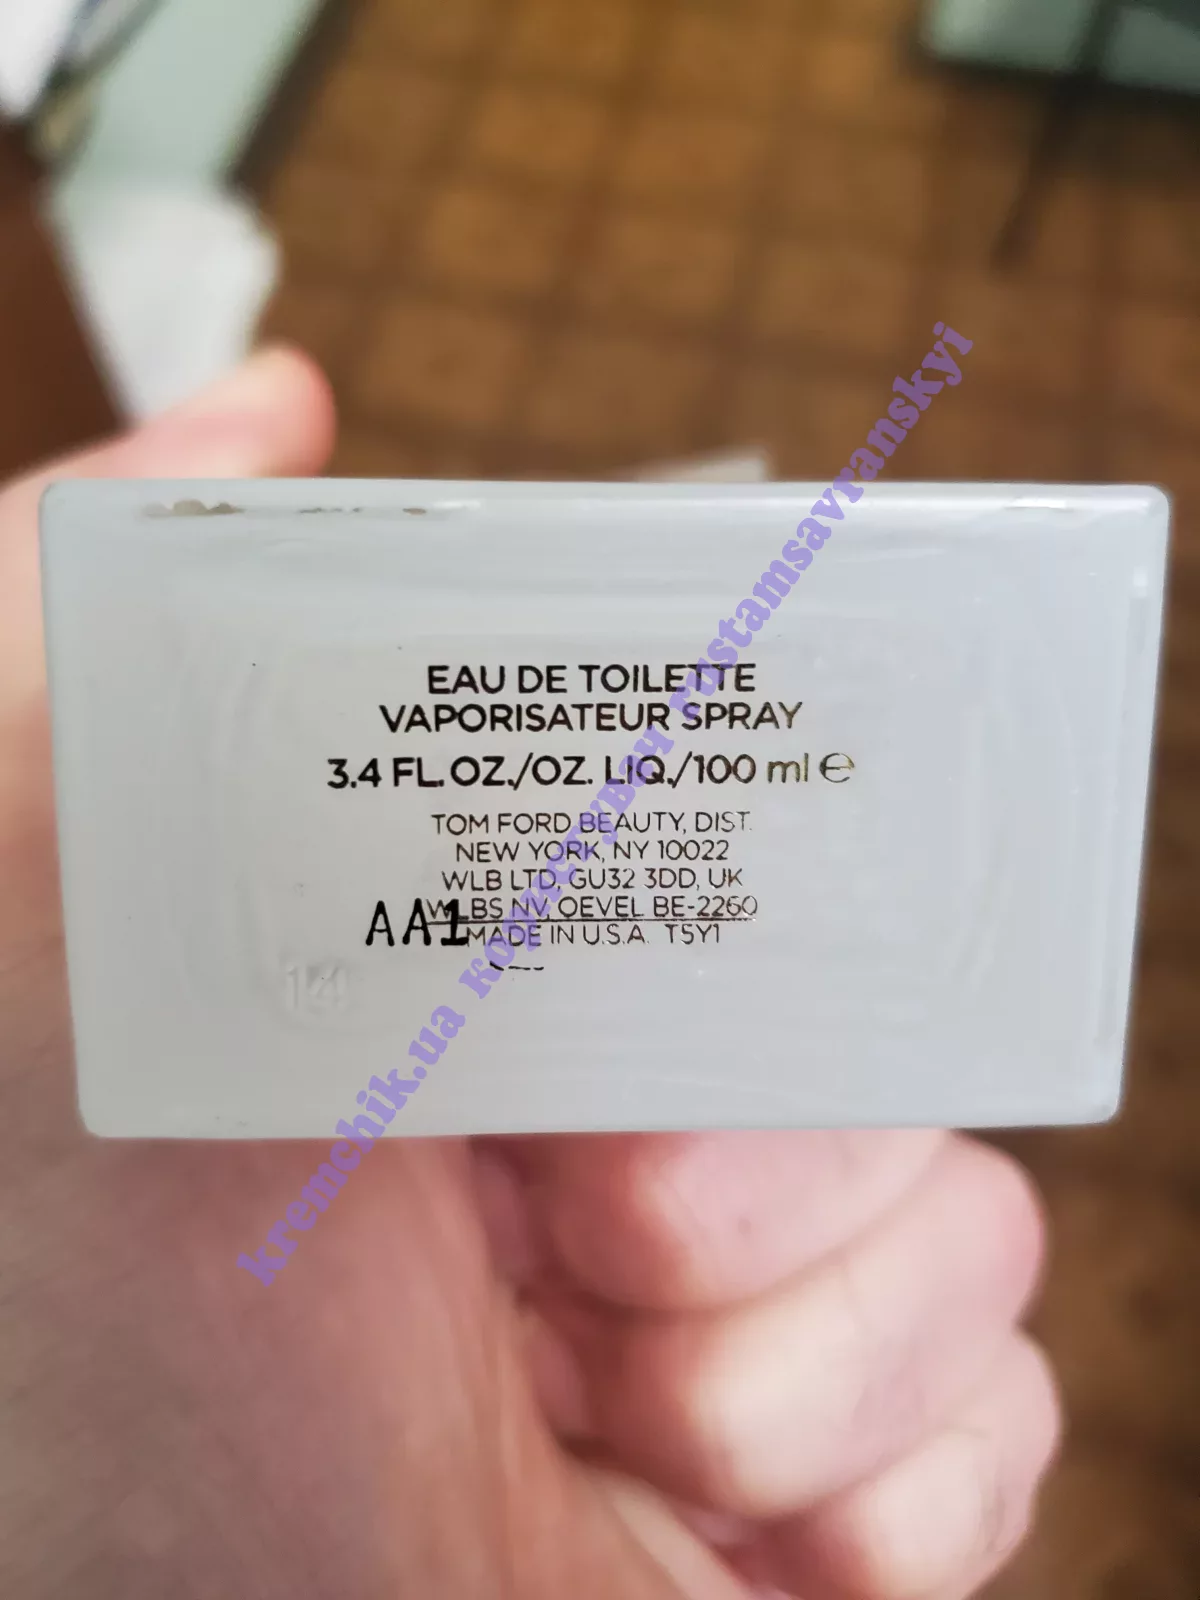 EAU DE TOILETTE
VAPORISATEUR SPRAY
3.4 FL.OZ./OZ. LIQ./100 ml ℮
TOM FORD BEAUTY, DIST.
NEW YORK, NY 10022
WLB LTD, GU32 3DD, UK
WLBS NV, OEVEL BE-2260
AA1
MADE IN U.S.A. T5Y1
14
kremchik.ua користувач rustamsavranskyi